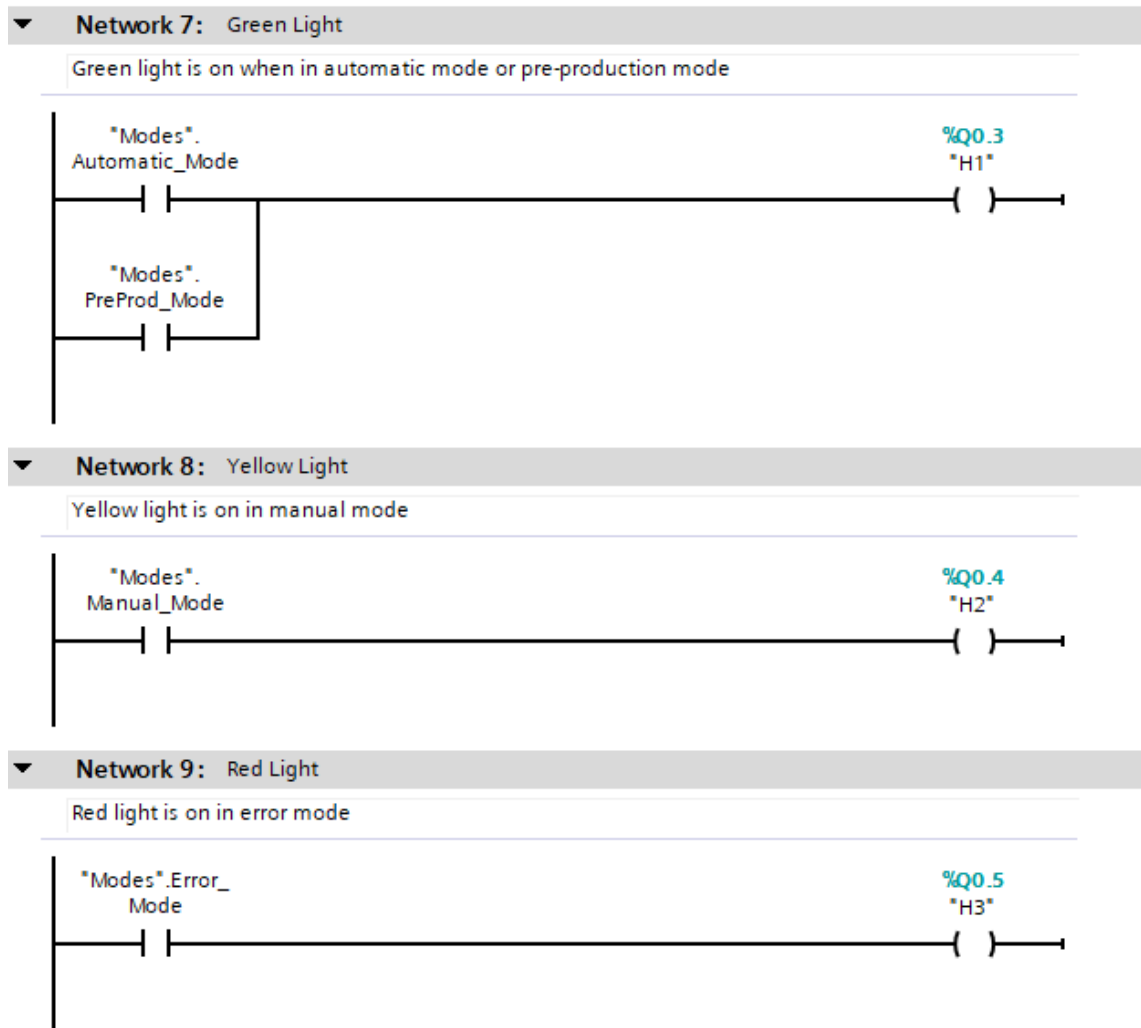 Network 7: Green Light
Green light is on when in automatic mode or pre-production mode
"Modes".
Automatic_Mode
%Q0.3
"H1"
"Modes".
PreProd_Mode
Network 8: Yellow Light
Yellow light is on in manual mode
"Modes".
Manual_Mode
%Q0.4
"H2"
Network 9: Red Light
Red light is on in error mode
"Modes".Error_
Mode
%Q0.5
"H3"